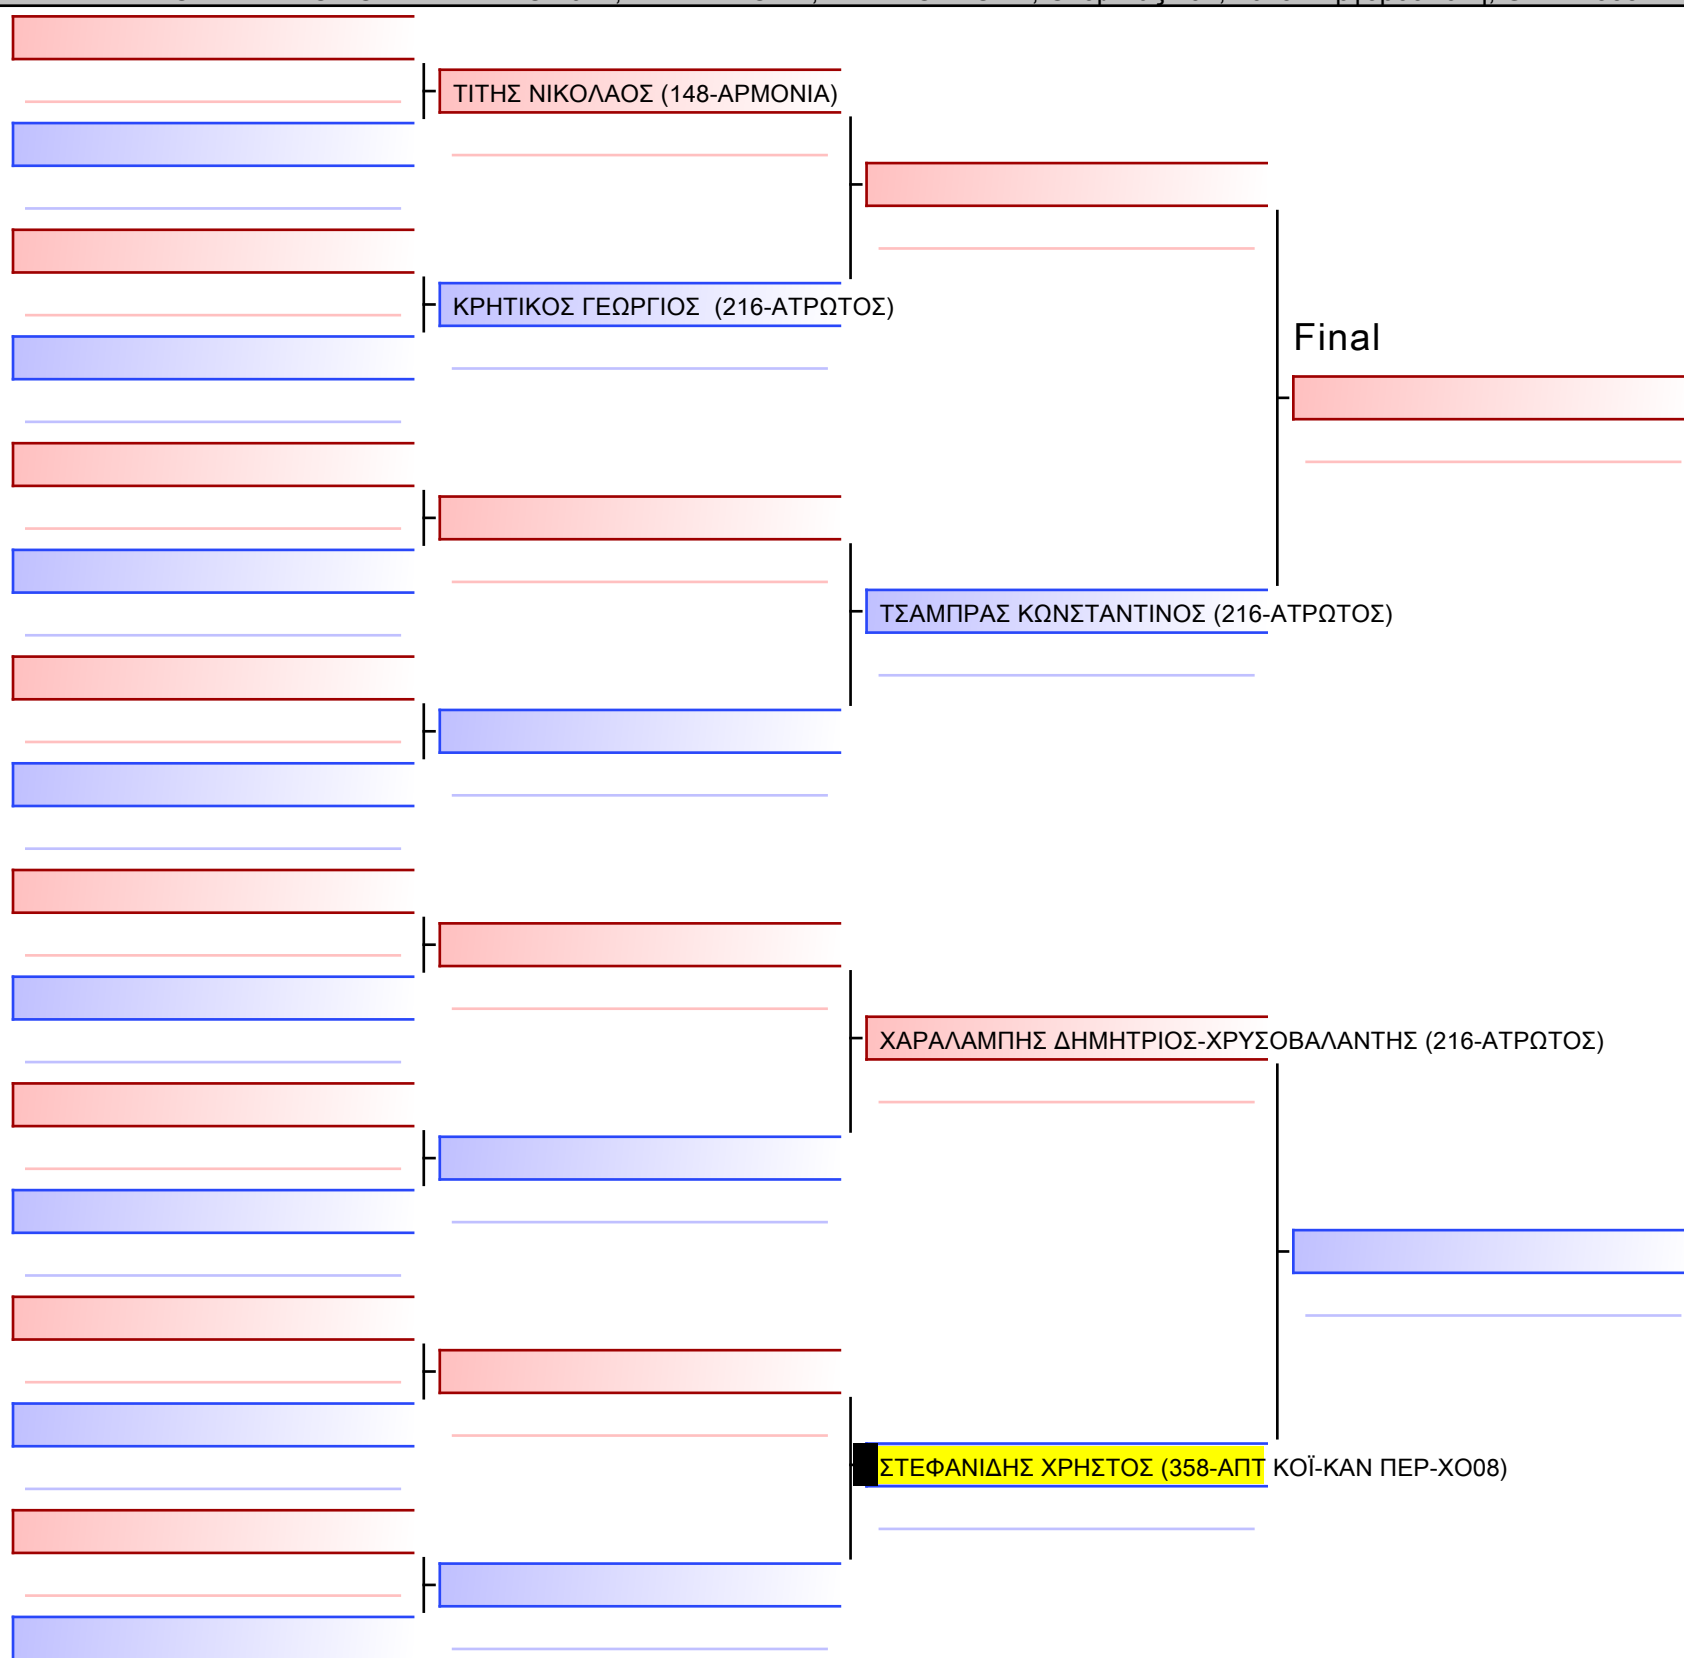 ΤΙΤΗΣ ΝΙΚΟΛΑΟΣ (148-ΑΡΜΟΝΙΑ)
ΚΡΗΤΙΚΟΣ ΓΕΩΡΓΙΟΣ  (216-ΑΤΡΩΤΟΣ)
Final
ΤΣΑΜΠΡΑΣ ΚΩΝΣΤΑΝΤΙΝΟΣ (216-ΑΤΡΩΤΟΣ)
ΧΑΡΑΛΑΜΠΗΣ ΔΗΜΗΤΡΙΟΣ-ΧΡΥΣΟΒΑΛΑΝΤΗΣ (216-ΑΤΡΩΤΟΣ)
ΣΤΕΦΑΝΙΔΗΣ ΧΡΗΣΤΟΣ (358-ΑΠΤ ΚΟΪ-ΚΑΝ ΠΕΡ-ΧΟ08)